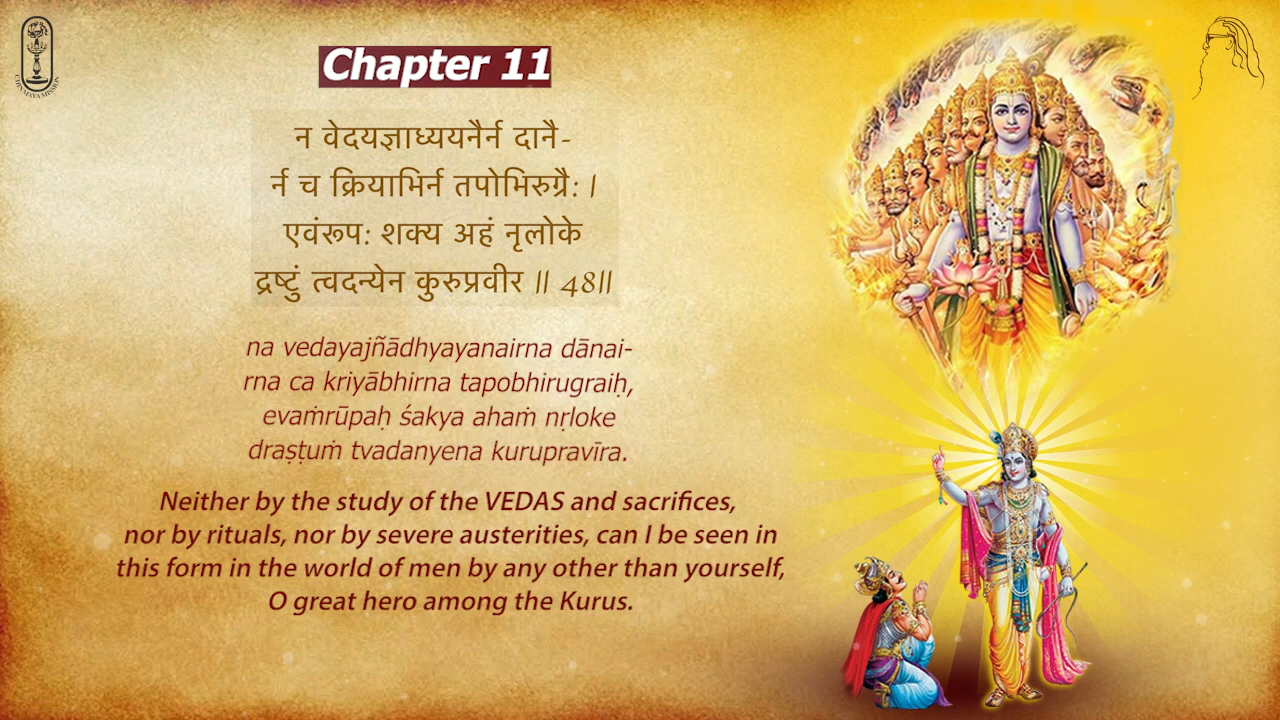 CHINMAYA MISSION
Chapter 11
न वेदयज्ञाध्ययनैर्न दानै-
र्न च क्रियाभिर्न तपोभिरुग्रै: ।
एवंरूप: शक्य अहं नृलोके
द्रष्टुं त्वदन्येन कुरुप्रवीर ॥ 48॥
na vedayajñādhyayanairna dānai-
rna ca kriyābhirna tapobhirugraiḥ,
evaṁrūpaḥ śakya ahaṁ nṛloke
draṣṭuṁ tvadanyena kurupravīra.
Neither by the study of the VEDAS and sacrifices,
nor by rituals, nor by severe austerities, can I be seen in
this form in the world of men by any other than yourself,
O great hero among the Kurus.